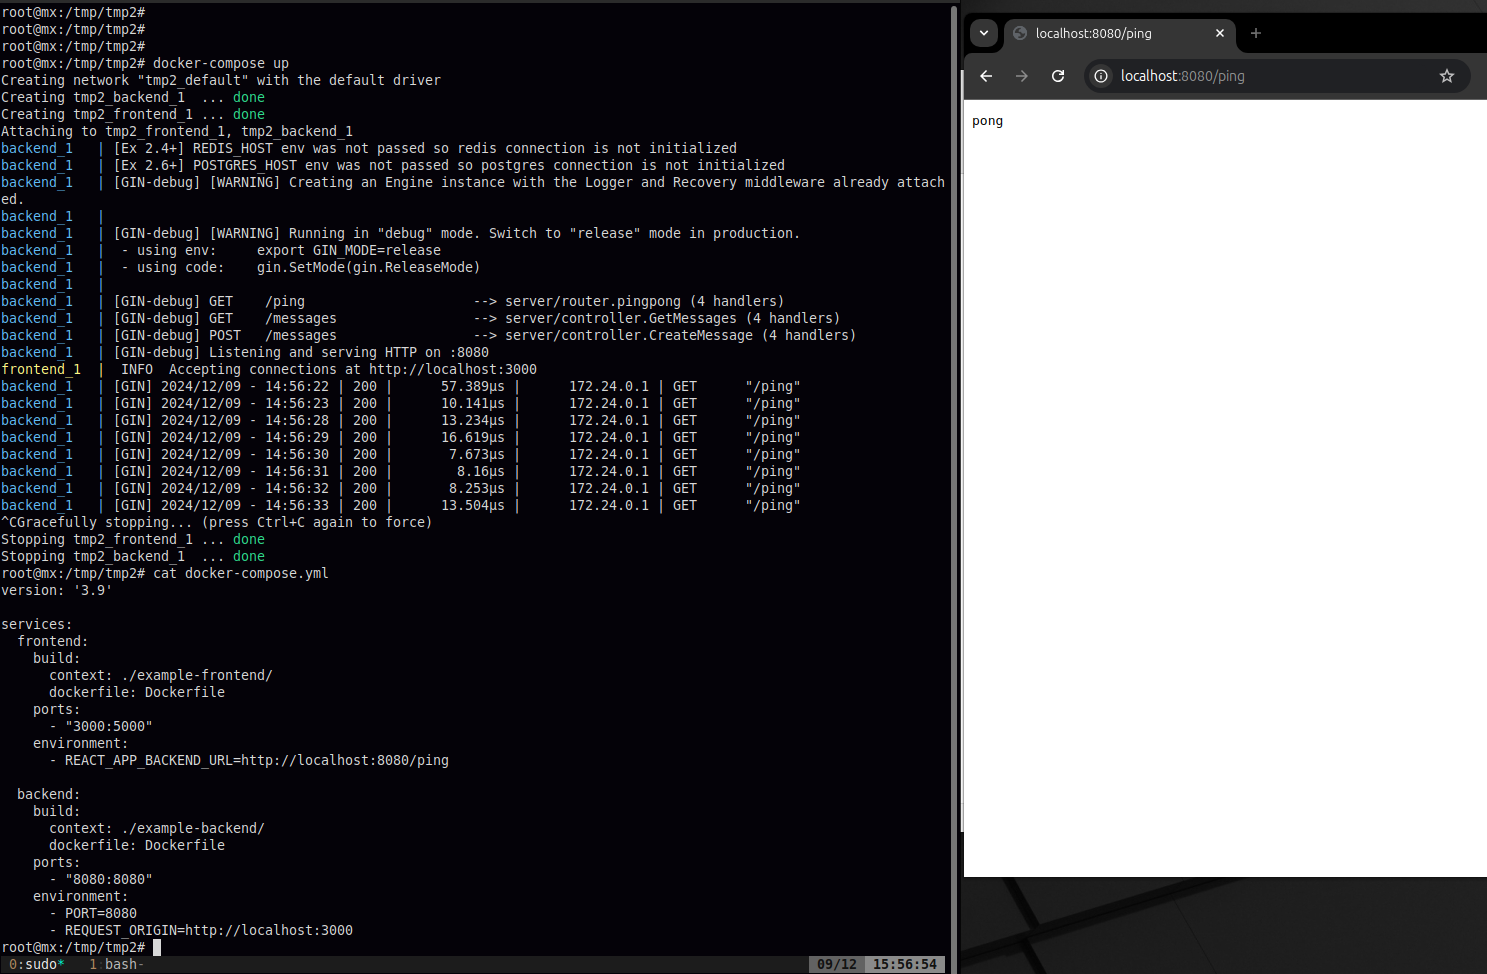 root@mx:/tmp/tmp2#
root@mx:/tmp/tmp2#
root@mx:/tmp/tmp2#
root@mx:/tmp/tmp2# docker-compose up
Creating network "tmp2_default" with the default driver
Creating tmp2_backend_1  ... done
Creating tmp2_frontend_1 ... done
Attaching to tmp2_frontend_1, tmp2_backend_1
backend_1   | [Ex 2.4+] REDIS_HOST env was not passed so redis connection is not initialized
backend_1   | [Ex 2.6+] POSTGRES_HOST env was not passed so postgres connection is not initialized
backend_1   | [GIN-debug] [WARNING] Creating an Engine instance with the Logger and Recovery middleware already attach
ed.
backend_1   |
backend_1   | [GIN-debug] [WARNING] Running in "debug" mode. Switch to "release" mode in production.
backend_1   |  - using env:     export GIN_MODE=release
backend_1   |  - using code:    gin.SetMode(gin.ReleaseMode)
backend_1   |
backend_1   | [GIN-debug] GET    /ping                     --> server/router.pingpong (4 handlers)
backend_1   | [GIN-debug] GET    /messages                 --> server/controller.GetMessages (4 handlers)
backend_1   | [GIN-debug] POST   /messages                 --> server/controller.CreateMessage (4 handlers)
backend_1   | [GIN-debug] Listening and serving HTTP on :8080
frontend_1  |  INFO  Accepting connections at http://localhost:3000
backend_1   | [GIN] 2024/12/09 - 14:56:22 | 200 |      57.389µs |      172.24.0.1 | GET      "/ping"
backend_1   | [GIN] 2024/12/09 - 14:56:23 | 200 |      10.141µs |      172.24.0.1 | GET      "/ping"
backend_1   | [GIN] 2024/12/09 - 14:56:28 | 200 |      13.234µs |      172.24.0.1 | GET      "/ping"
backend_1   | [GIN] 2024/12/09 - 14:56:29 | 200 |      16.619µs |      172.24.0.1 | GET      "/ping"
backend_1   | [GIN] 2024/12/09 - 14:56:30 | 200 |       7.673µs |      172.24.0.1 | GET      "/ping"
backend_1   | [GIN] 2024/12/09 - 14:56:31 | 200 |        8.16µs |      172.24.0.1 | GET      "/ping"
backend_1   | [GIN] 2024/12/09 - 14:56:32 | 200 |       8.253µs |      172.24.0.1 | GET      "/ping"
backend_1   | [GIN] 2024/12/09 - 14:56:33 | 200 |      13.504µs |      172.24.0.1 | GET      "/ping"
^CGracefully stopping... (press Ctrl+C again to force)
Stopping tmp2_frontend_1 ... done
Stopping tmp2_backend_1  ... done
root@mx:/tmp/tmp2# cat docker-compose.yml
version: '3.9'

services:
  frontend:
    build:
      context: ./example-frontend/
      dockerfile: Dockerfile
    ports:
      - "3000:5000"
    environment:
      - REACT_APP_BACKEND_URL=http://localhost:8080/ping

  backend:
    build:
      context: ./example-backend/
      dockerfile: Dockerfile
    ports:
      - "8080:8080"
    environment:
      - PORT=8080
      - REQUEST_ORIGIN=http://localhost:3000
root@mx:/tmp/tmp2#
0:sudo*   1:bash-   09/12   15:56:54
localhost:8080/ping
localhost:8080/ping
pong